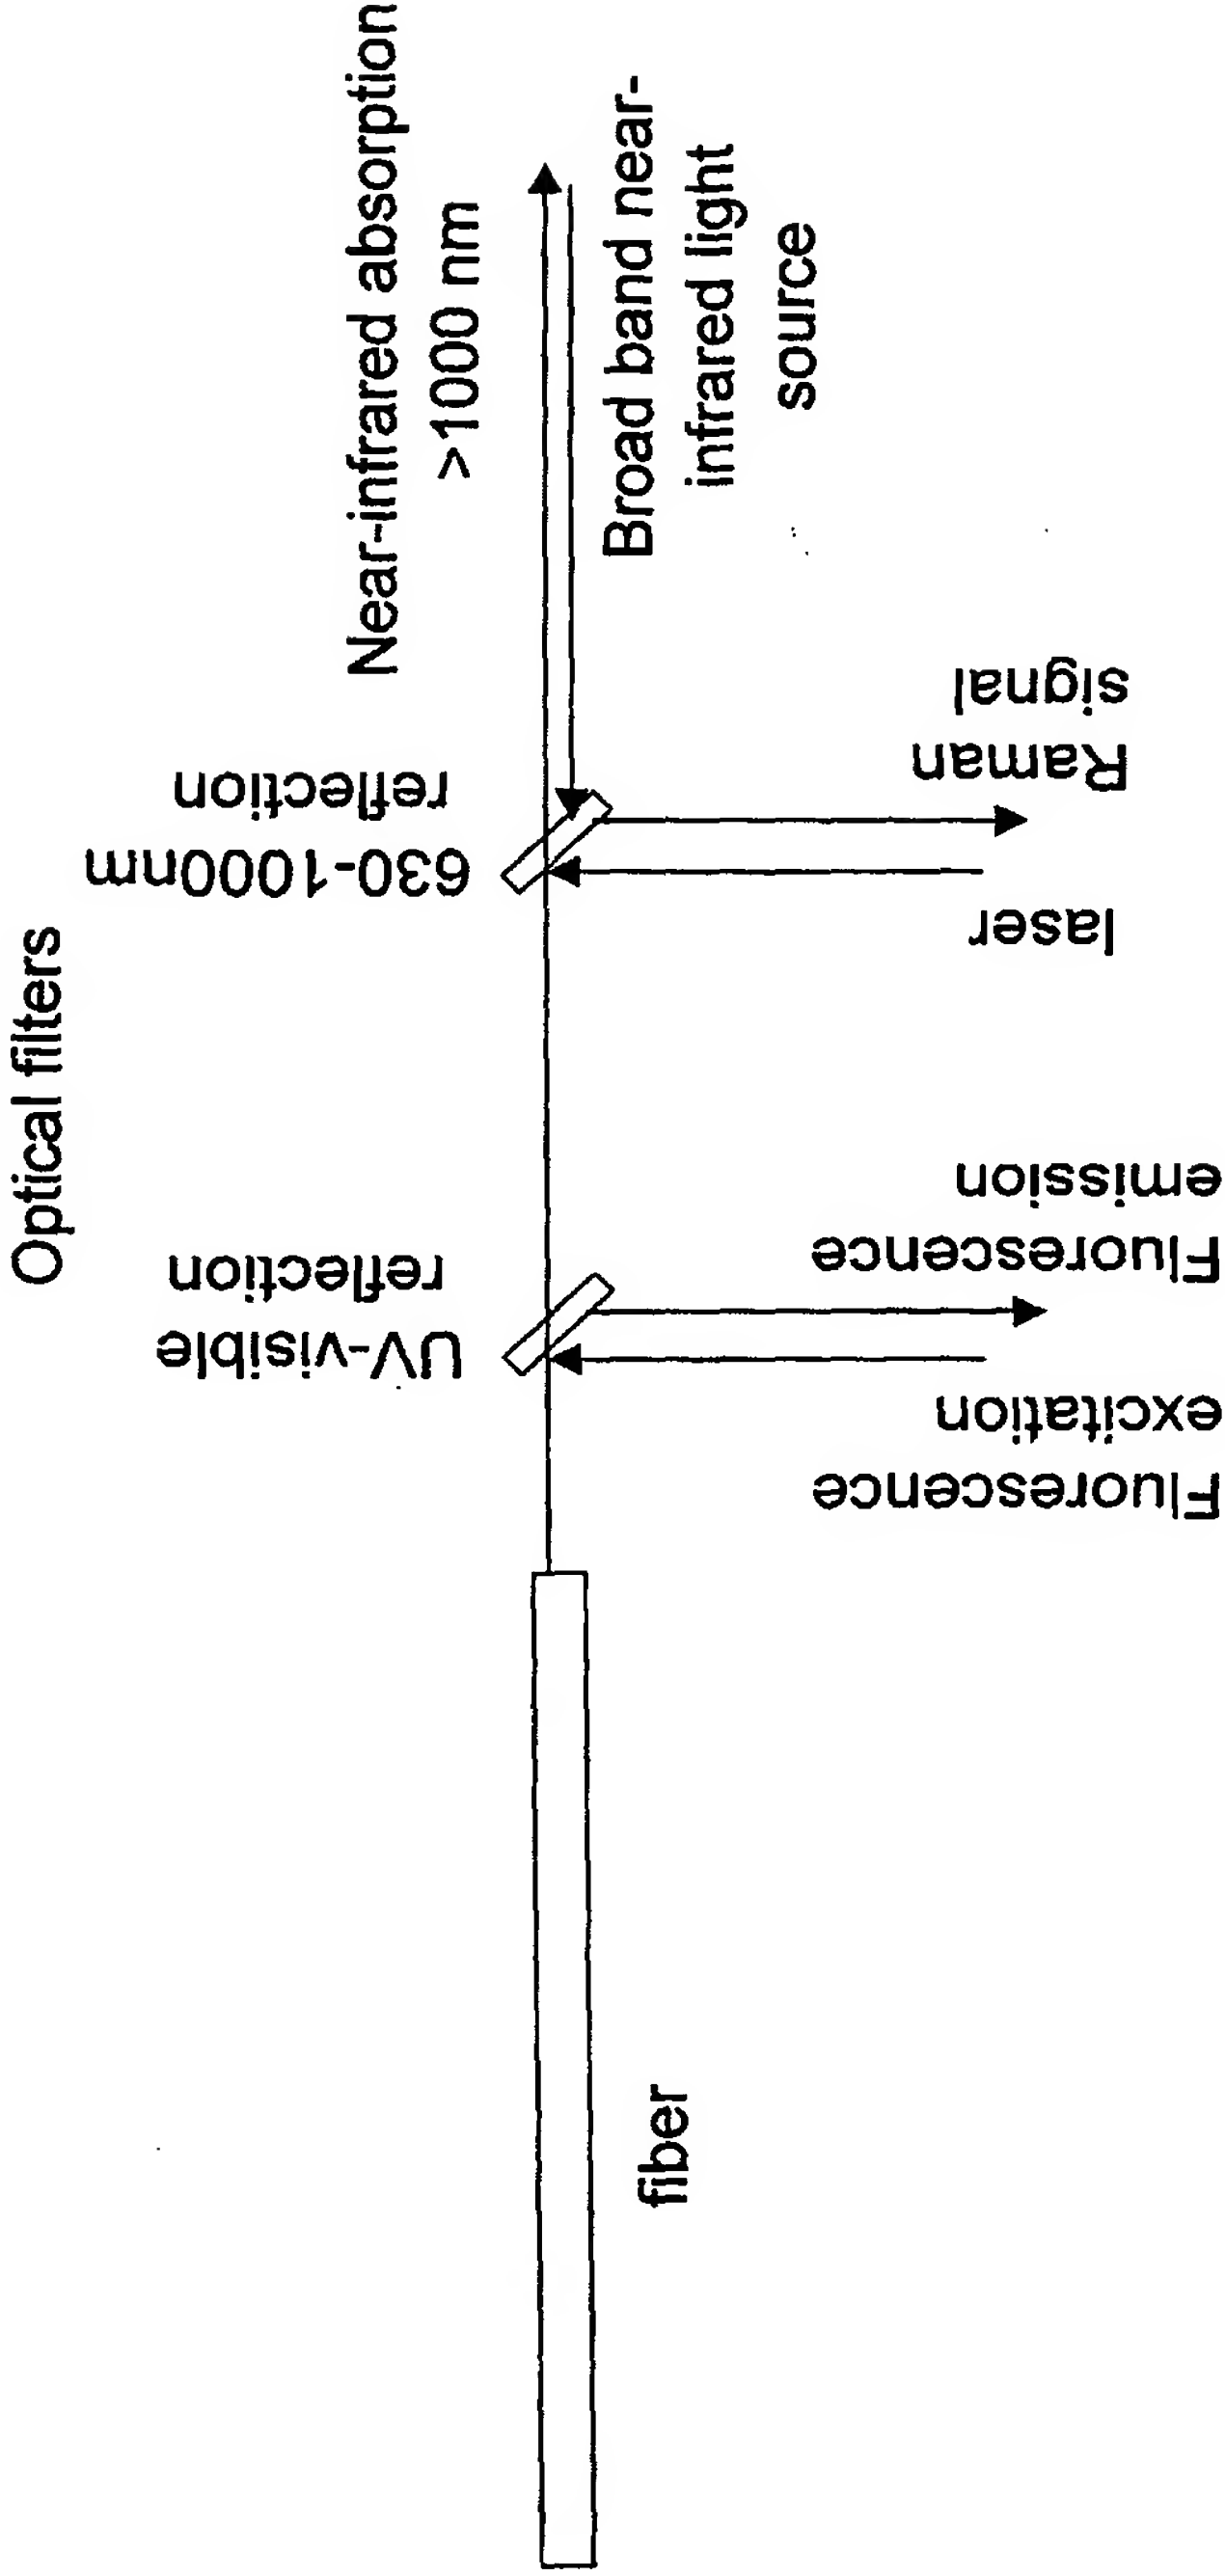 Optical filters
UV-visible
reflection
630-1000nm
reflection
Near-infrared absorption
>1000 nm
Broad band near-
infrared light
source
fiber
Fluorescence
excitation
Fluorescence
emission
laser
Raman
signal